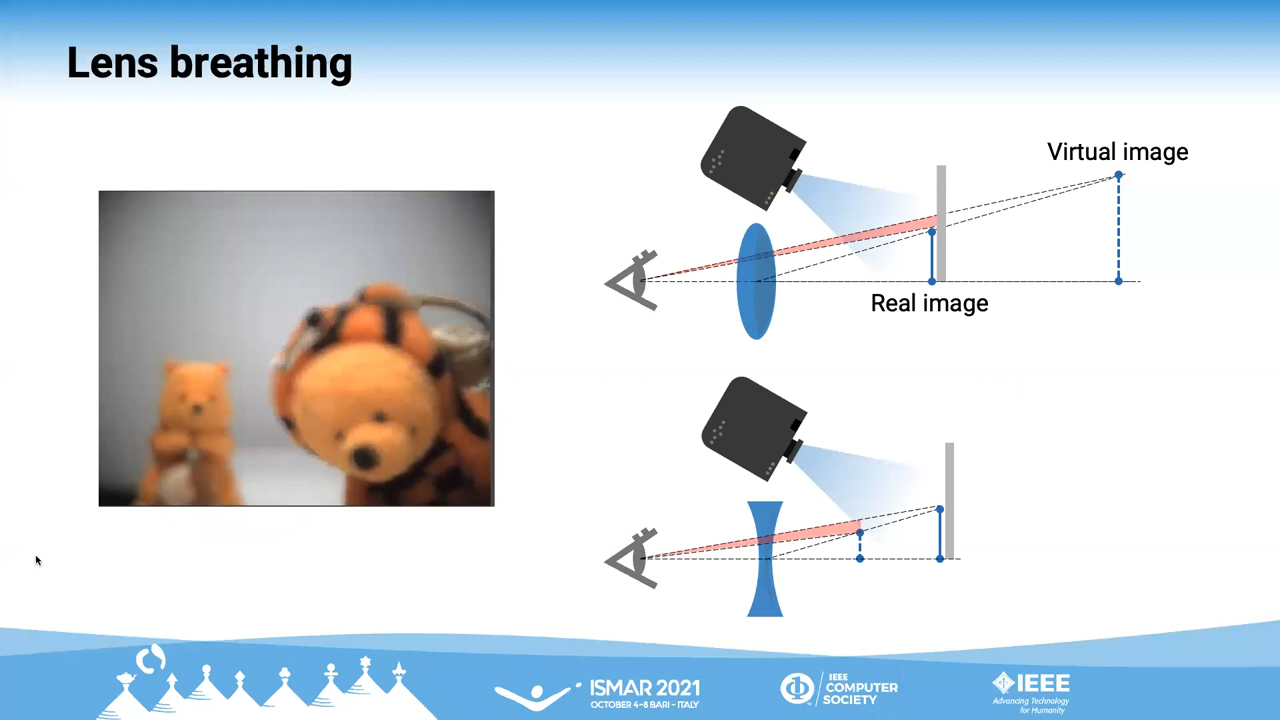 Lens breathing
Virtual image
Real image
ISMAR 2021
OCTOBER 4-8 BARI - ITALY
IEEE
COMPUTER
SOCIETY
IEEE
Advancing Technology
for Humanity